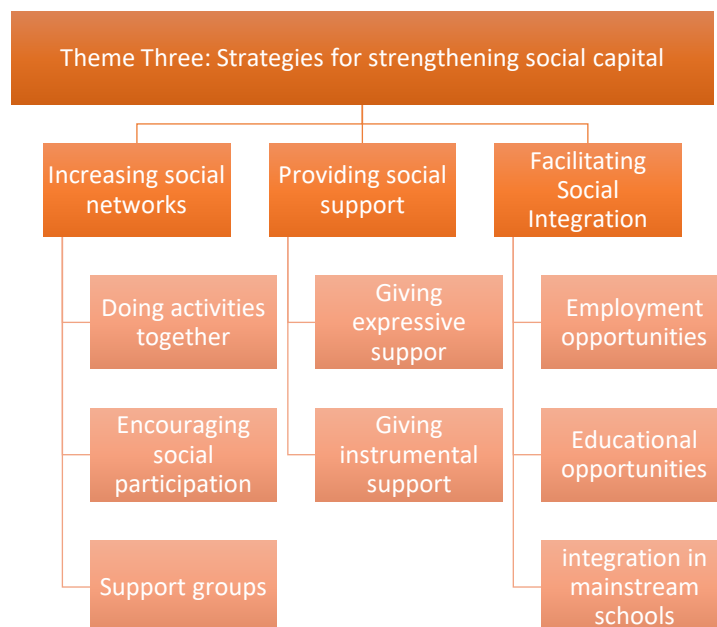 Theme Three: Strategies for strengthening social capital
Increasing social
networks
Doing activities
together
Encouraging
social
participation
Support groups
Providing social
support
Giving
expressive
suppor
Giving
instrumental
support
Facilitating
Social
Integration
Employment
opportunities
Educational
opportunities
integration in
mainstream
schools